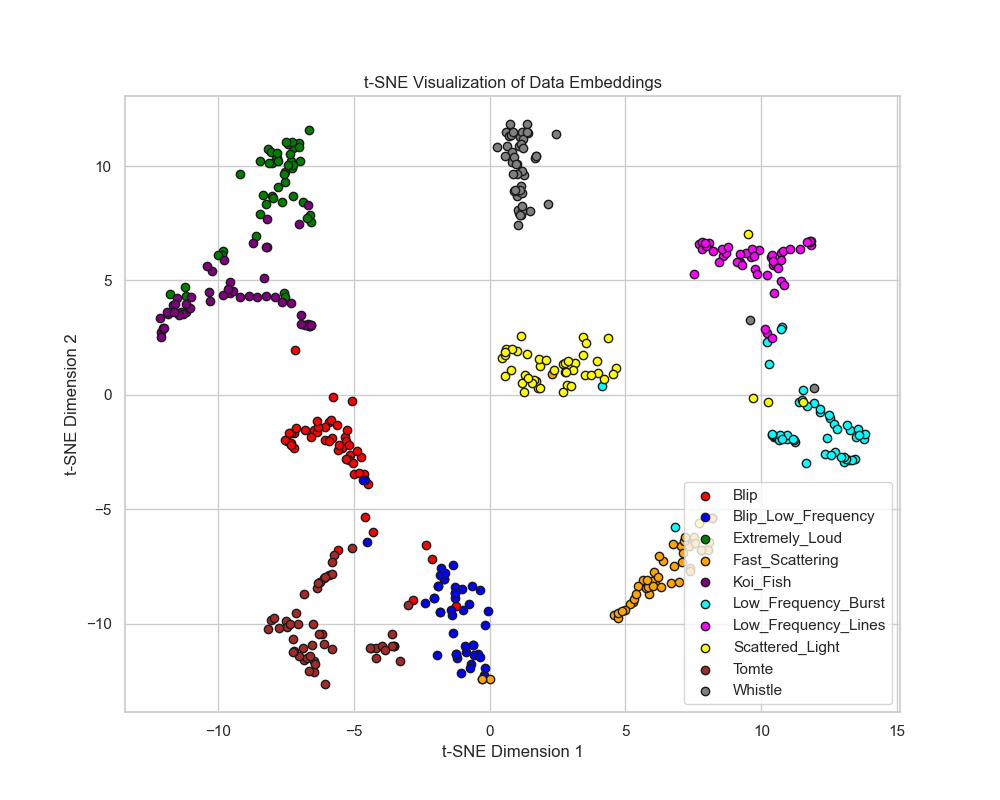 t-SNE Visualization of Data Embeddings
t-SNE Dimension 2
10
5
0
−5
−10
−10
−5
0
5
10
15
t-SNE Dimension 1
Blip
Blip_Low_Frequency
Extremely_Loud
Fast_Scattering
Koi_Fish
Low_Frequency_Burst
Low_Frequency_Lines
Scattered_Light
Tomte
Whistle